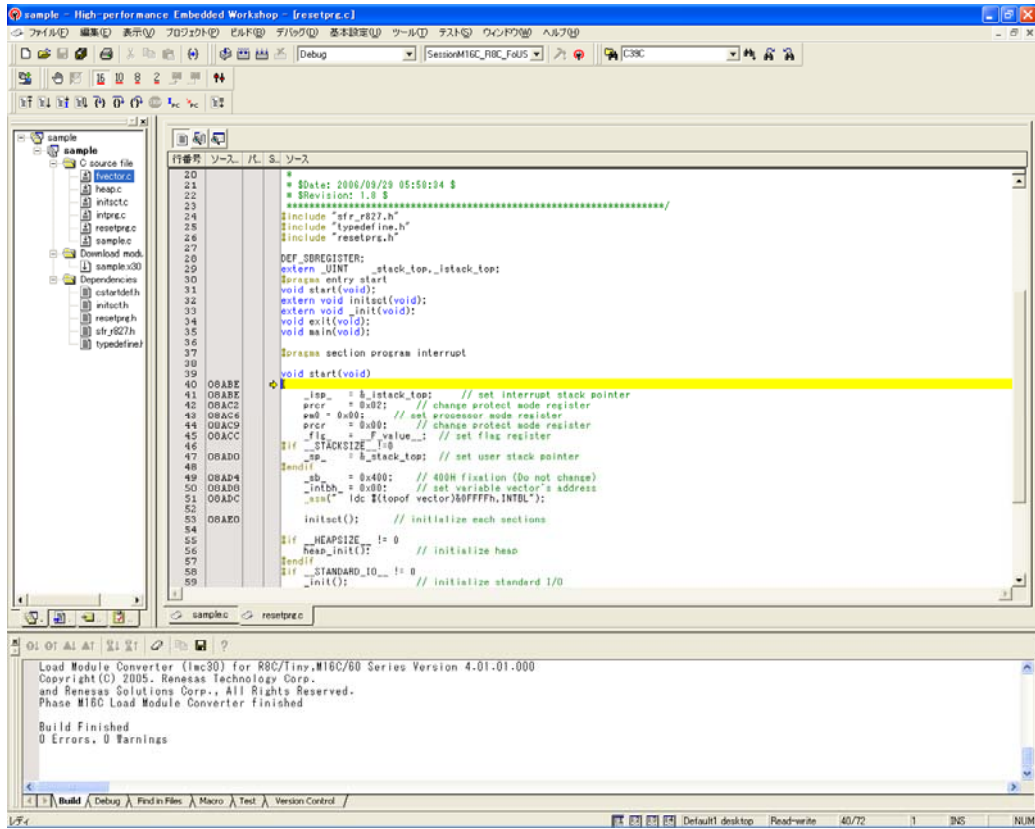 sample - High-performance Embedded Workshop - [resetprg.c]
ファイル(F) 編集(E) 表示(V) プロジェクト(P) ビルド(B) デバッグ(D) 基本設定(U) ツール(T) テスト(S) ウィンドウ(W) ヘルプ(H)
Debug SessionM16C_R8C_FoUS C39C
16 10 8 2
sample
sample
C source file
fvector.c
heap.c
initsct.c
intprg.c
resetprg.c
sample.c
Download modu
sample.x30
Dependencies
cstartdef.h
initsct.h
resetprg.h
sfr_r827.h
typedefine.h
行番号 ソース... パ... S... ソース
20 *
21 * $Date: 2006/09/29 05:50:34 $
22 * $Revision: 1.8 $
23 *********************************************************************/
24 #include "sfr_r827.h"
25 #include "typedefine.h"
26 #include "resetprg.h"
27
28 DEF_SBREGISTER;
29 extern _UINT _stack_top,_istack_top;
30 #pragma entry start
31 void start(void);
32 extern void initsct(void);
33 extern void _init(void);
34 void exit(void);
35 void main(void);
36
37 #pragma section program interrupt
38
39 void start(void)
40 08ABE {
41 08ABE _isp_ = &_istack_top; // set interrupt stack pointer
42 08AC2 prcr = 0x02; // change protect mode register
43 08AC6 pm0 = 0x00; // set processor mode register
44 08AC9 prcr = 0x00; // change protect mode register
45 08ACC _flg_ = __F_value__; // set flag register
46 #if __STACKSIZE__!=0
47 08AD0 _sp_ = &_stack_top; // set user stack pointer
48 #endif
49 08AD4 _sb_ = 0x400; // 400H fixation (Do not change)
50 08AD8 _intbh_ = 0x00; // set variable vector's address
51 08ADC _asm(" ldc #(topof vector)&0FFFFh,INTBL");
52
53 08AE0 initsct(); // initialize each sections
54
55 #if __HEAPSIZE__ != 0
56 heap_init(); // initialize heap
57 #endif
58 #if __STANDARD_IO__ != 0
59 _init(); // initialize standard I/O
sample.c resetprg.c
Load Module Converter (lmc30) for R8C/Tiny,M16C/60 Series Version 4.01.01.000
Copyright(C) 2005. Renesas Technology Corp.
and Renesas Solutions Corp., All Rights Reserved.
Phase M16C Load Module Converter finished
Build Finished
0 Errors, 0 Warnings
Build Debug Find in Files Macro Test Version Control
レディ Default1 desktop Read-write 40/72 1 INS NUM